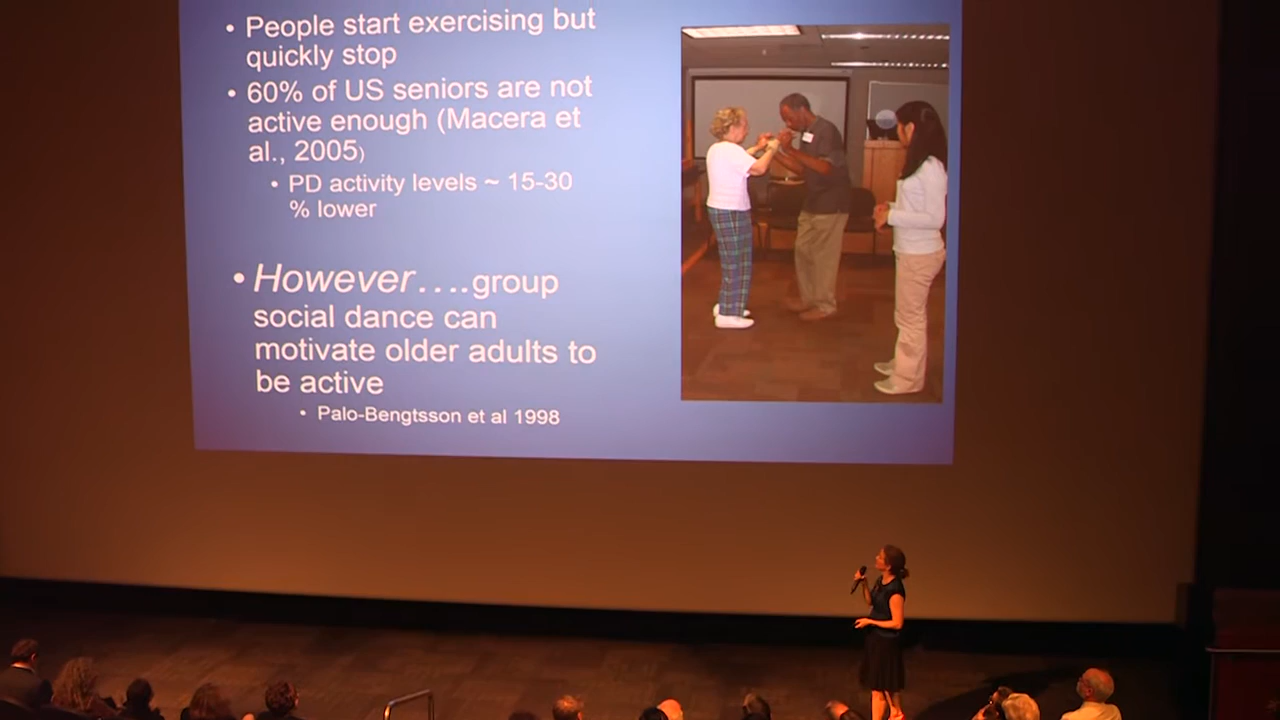 • People start exercising but
quickly stop
• 60% of US seniors are not
active enough (Macera et
al., 2005)
• PD activity levels ~ 15-30
% lower
• However….group
social dance can
motivate older adults to
be active
• Palo-Bengtsson et al 1998